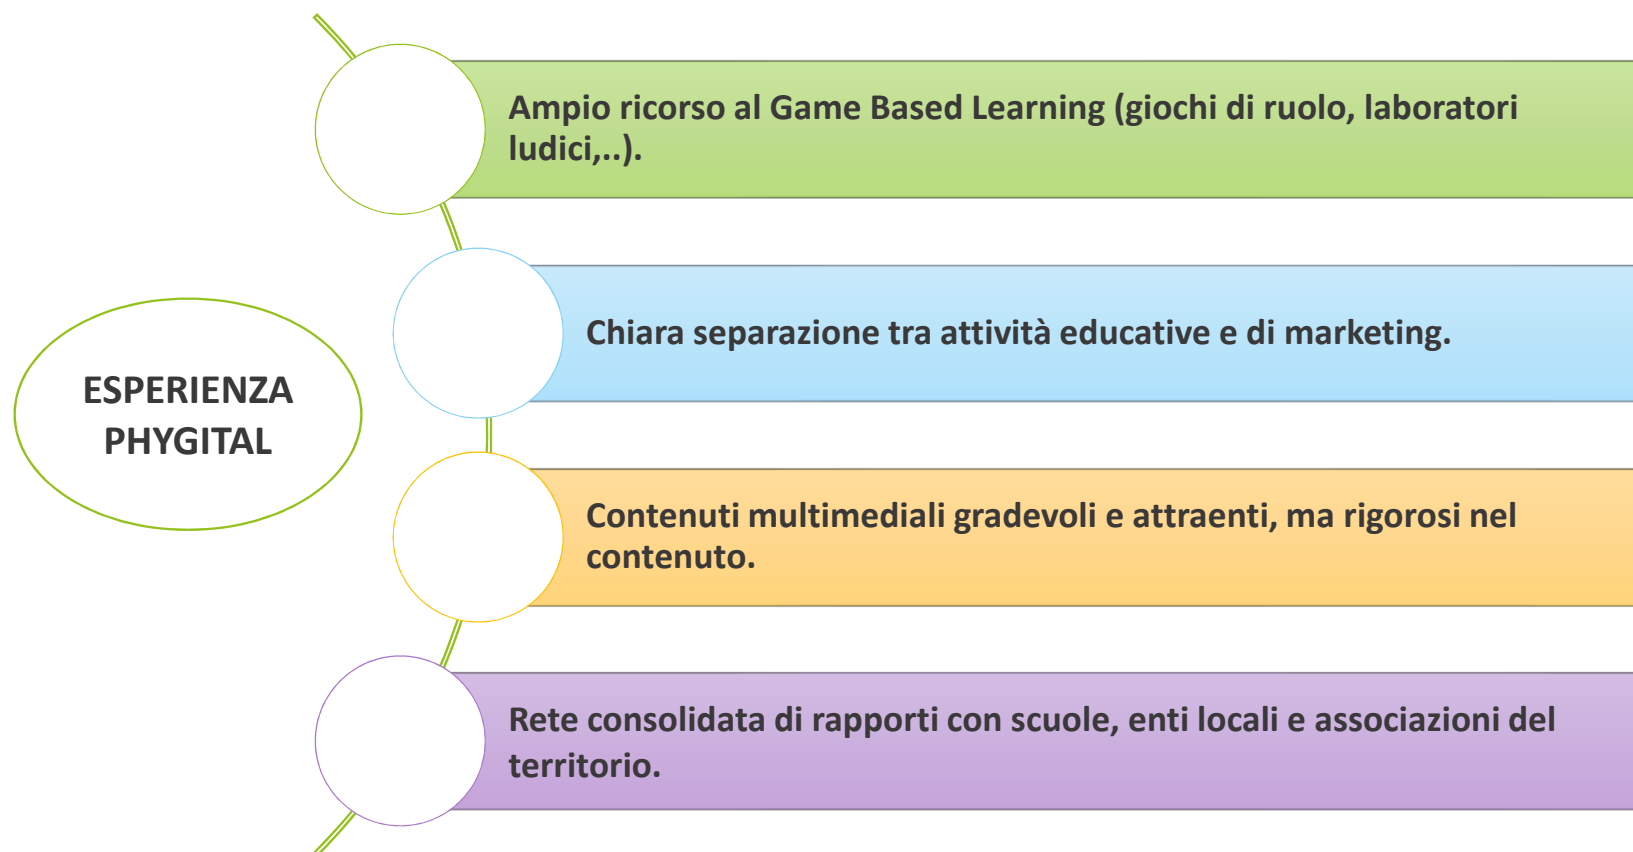 ESPERIENZA
PHYGITAL
Ampio ricorso al Game Based Learning (giochi di ruolo, laboratori
ludici,..).
Chiara separazione tra attività educative e di marketing.
Contenuti multimediali gradevoli e attraenti, ma rigorosi nel
contenuto.
Rete consolidata di rapporti con scuole, enti locali e associazioni del
territorio.